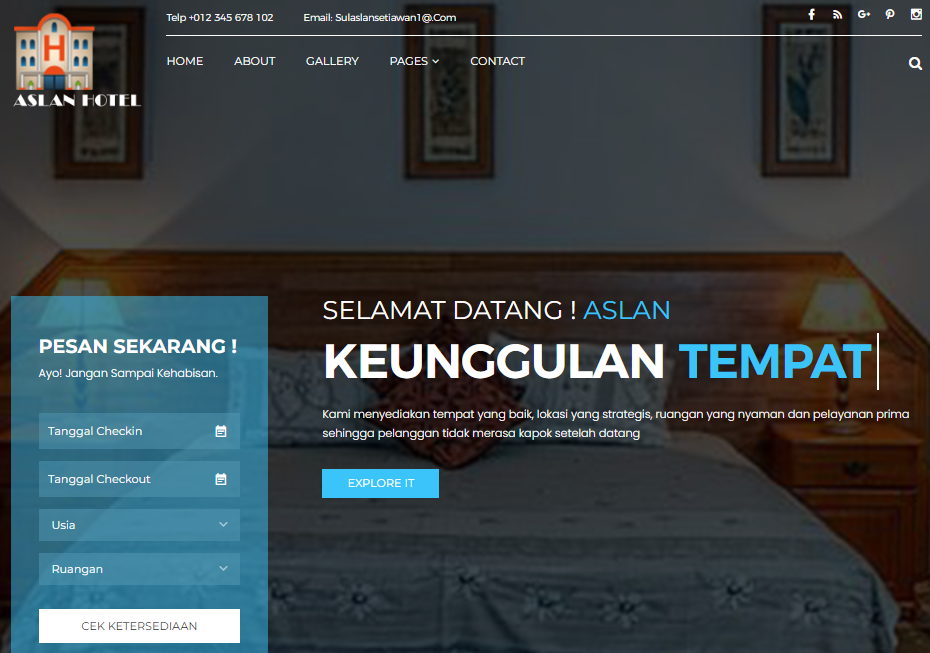 Telp +012 345 678 102
Email: Sulaslansetiawan1@.Com
H
ASLAN HOTEL
HOME
ABOUT
GALLERY
PAGES
CONTACT
SELAMAT DATANG ! ASLAN
KEUNGGULAN TEMPAT
Kami menyediakan tempat yang baik, lokasi yang strategis, ruangan yang nyaman dan pelayanan prima
sehingga pelanggan tidak merasa kapok setelah datang
EXPLORE IT
PESAN SEKARANG !
Ayo! Jangan Sampai Kehabisan.
Tanggal Checkin
Tanggal Checkout
Usia
Ruangan
CEK KETERSEDIAAN